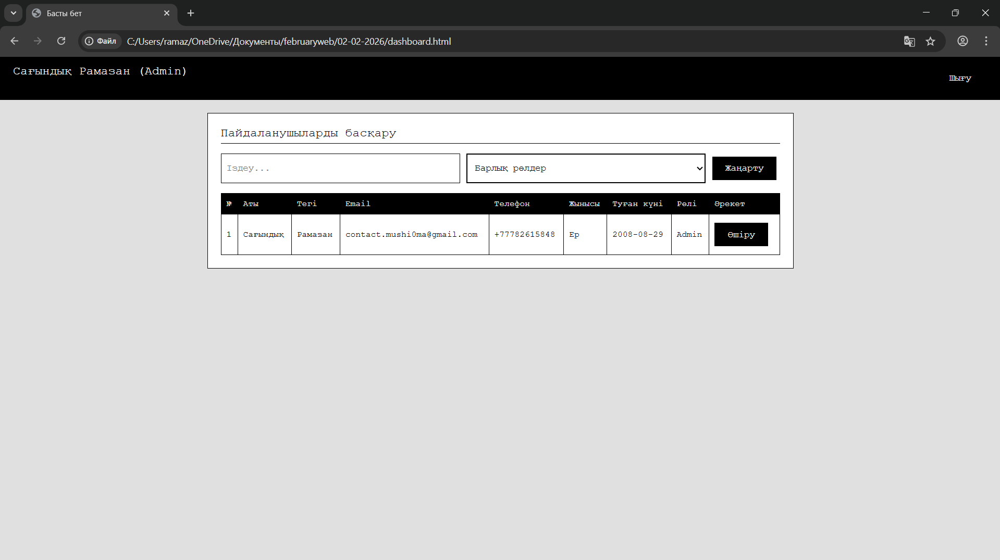 Басты бет
Файл C:/Users/ramaz/OneDrive/Документы/februaryweb/02-02-2026/dashboard.html
Сағындық Рамазан (Admin)
Шығу
Пайдаланушыларды басқару
Іздеу... Барлық рөлдер Жаңарту
№ Аты Тегі Email Телефон Жынысы Туған күні Рөлі Әрекет
1 Сағындық Рамазан contact.mushi0ma@gmail.com +77782615848 Ер 2008-08-29 Admin Өшіру